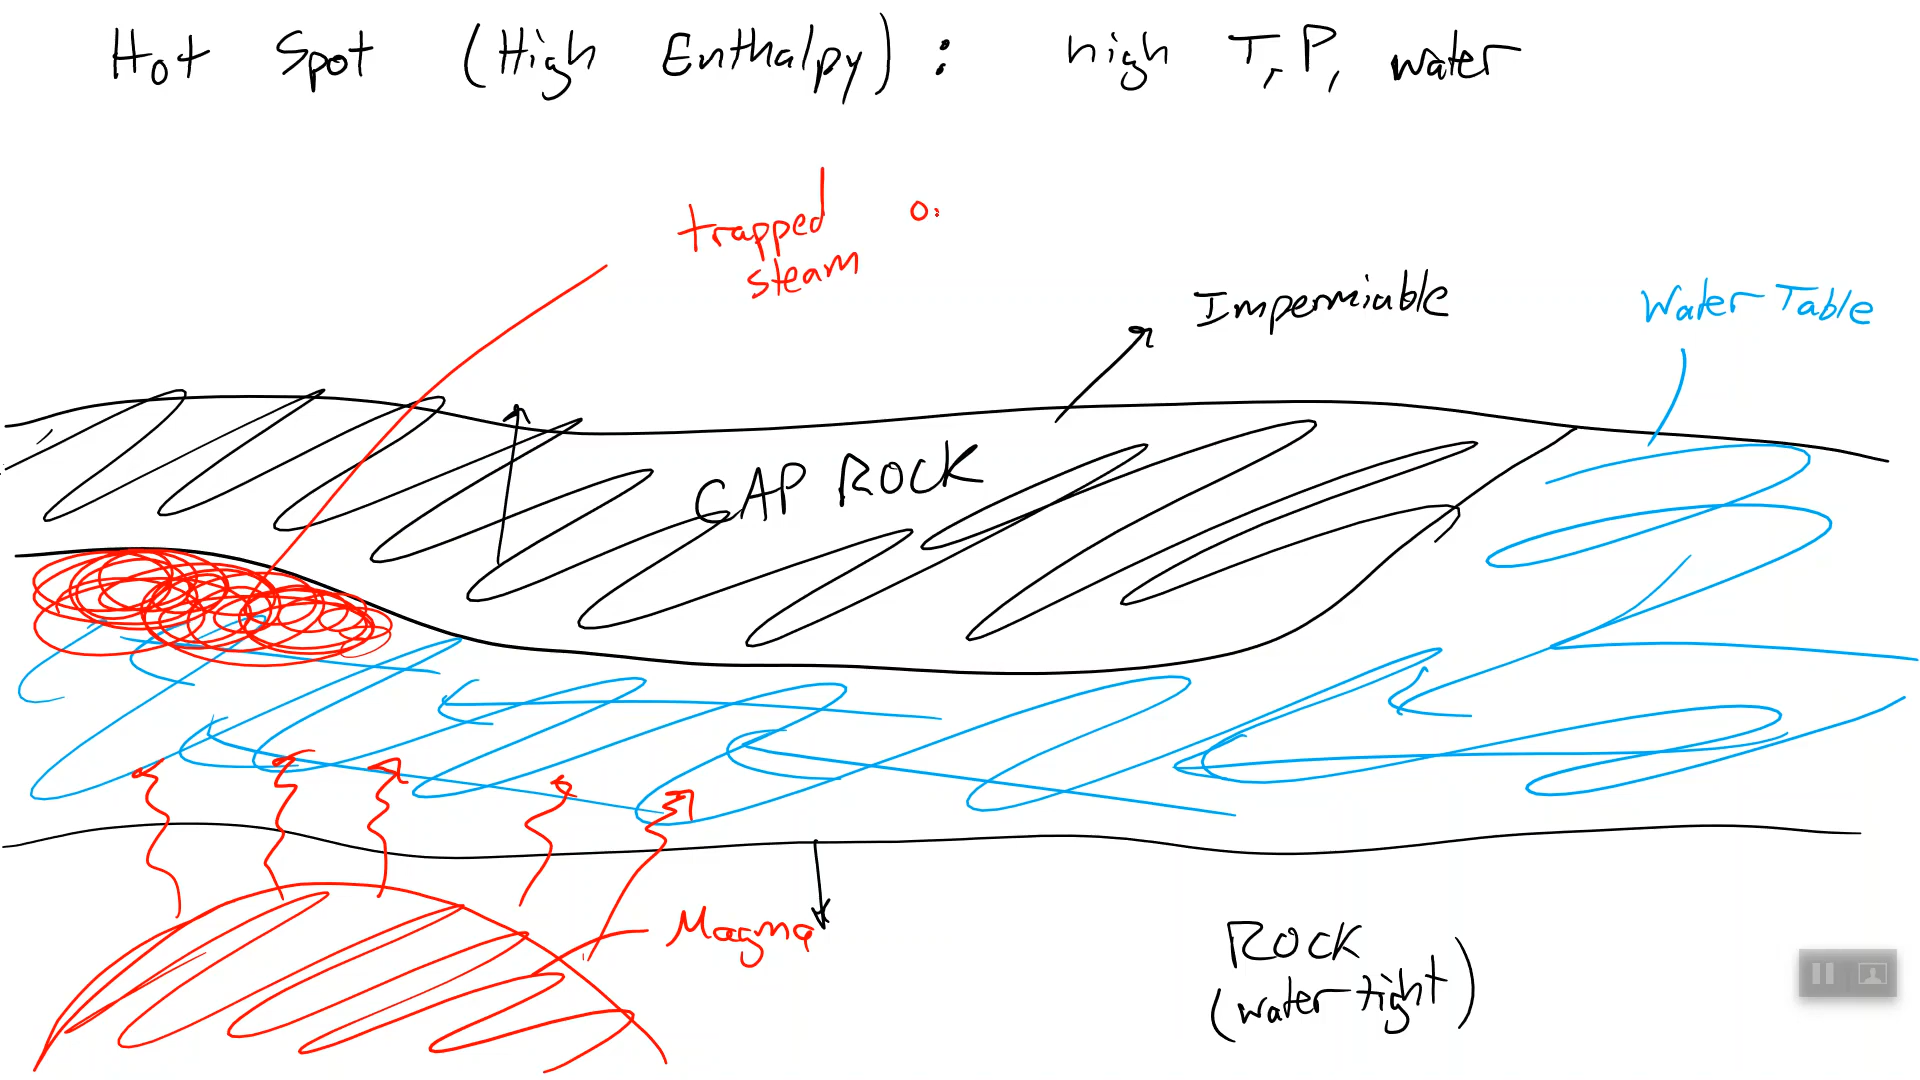 Hot Spot (High Enthalpy): high T, P, water
trapped
steam
Impermiable
Water Table
CAP ROCK
Magma
ROCK
(water tight)